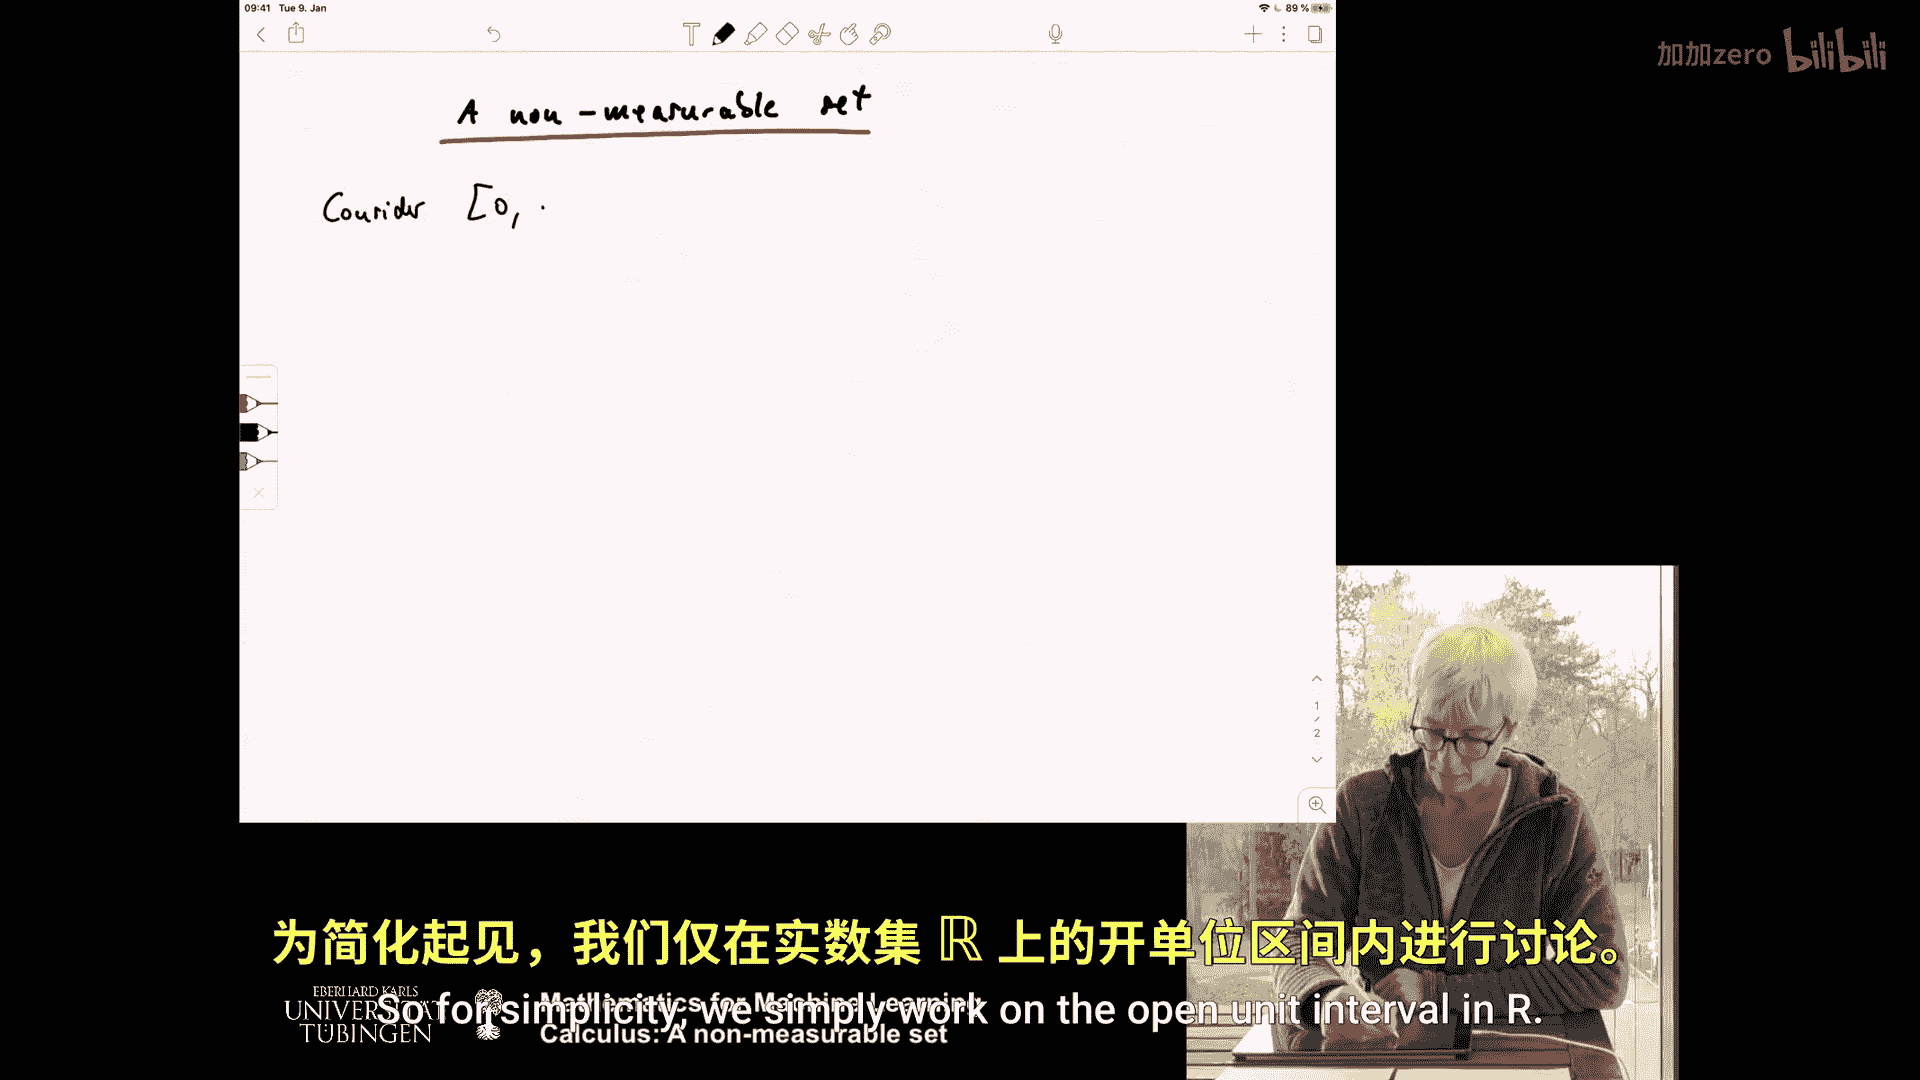 09:41 Tue 9. Jan
89 %
加加zero bilibili
A non-measurable set
Consider [0, .
1
2
为简化起见，我们仅在实数集 ℝ 上的开单位区间内进行讨论。
So for simplicity, we simply work on the open unit interval in R.
EBERHARD KARLS
UNIVERSITÄT
TÜBINGEN
Mathematics for Machine Learning
Calculus: A non-measurable set